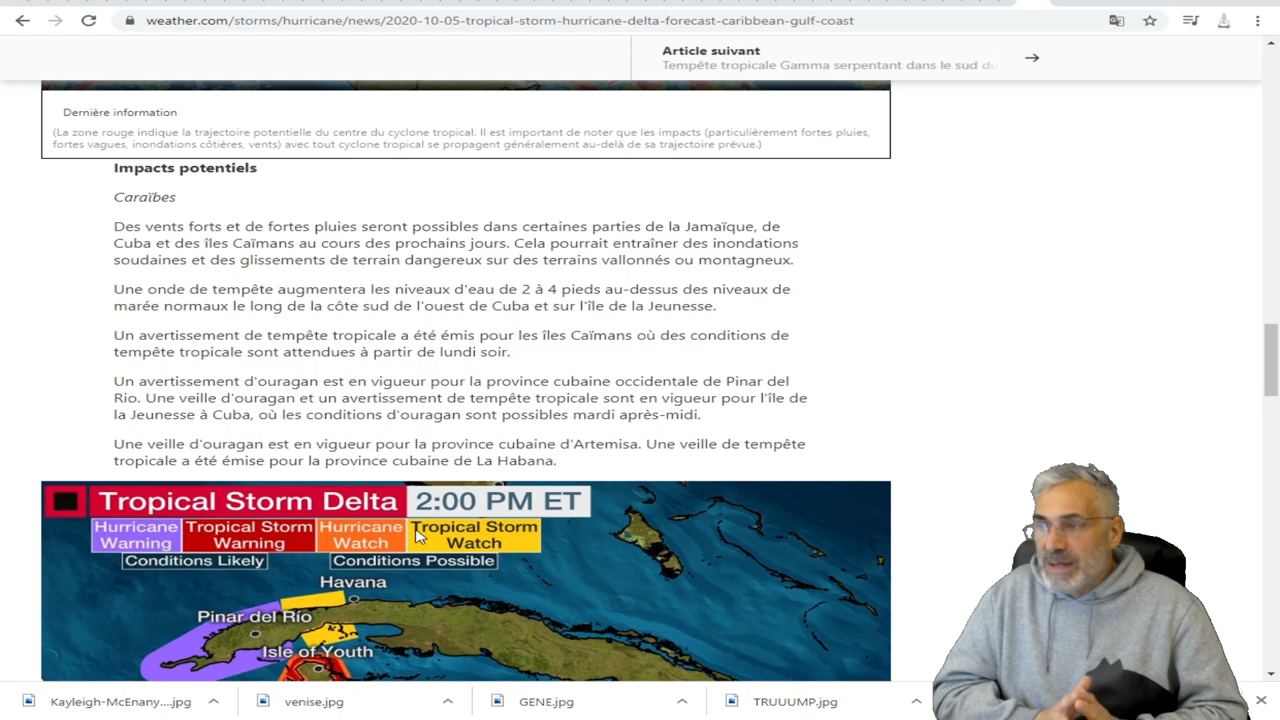 weather.com/storms/hurricane/news/2020-10-05-tropical-storm-hurricane-delta-forecast-caribbean-gulf-coast
Article suivant
Tempête tropicale Gamma serpentant dans le sud du
Dernière information
(La zone rouge indique la trajectoire potentielle du centre du cyclone tropical. Il est important de noter que les impacts (particulièrement fortes pluies,
fortes vagues, inondations côtières, vents) avec tout cyclone tropical se propagent généralement au-delà de sa trajectoire prévue.)
Impacts potentiels
Caraïbes
Des vents forts et de fortes pluies seront possibles dans certaines parties de la Jamaïque, de
Cuba et des îles Caïmans au cours des prochains jours. Cela pourrait entraîner des inondations
soudaines et des glissements de terrain dangereux sur des terrains vallonnés ou montagneux.
Une onde de tempête augmentera les niveaux d'eau de 2 à 4 pieds au-dessus des niveaux de
marée normaux le long de la côte sud de l'ouest de Cuba et sur l'île de la Jeunesse.
Un avertissement de tempête tropicale a été émis pour les îles Caïmans où des conditions de
tempête tropicale sont attendues à partir de lundi soir.
Un avertissement d'ouragan est en vigueur pour la province cubaine occidentale de Pinar del
Rio. Une veille d'ouragan et un avertissement de tempête tropicale sont en vigueur pour l'île de
la Jeunesse à Cuba, où les conditions d'ouragan sont possibles mardi après-midi.
Une veille d'ouragan est en vigueur pour la province cubaine d'Artemisa. Une veille de tempête
tropicale a été émise pour la province cubaine de La Habana.
Tropical Storm Delta 2:00 PM ET
Hurricane Tropical Storm Hurricane Tropical Storm
Warning Warning Watch Watch
Conditions Likely Conditions Possible
Havana
Pinar del Río
Isle of Youth
Kayleigh-McEnany....jpg venise.jpg GENE.jpg TRUUUMP.jpg